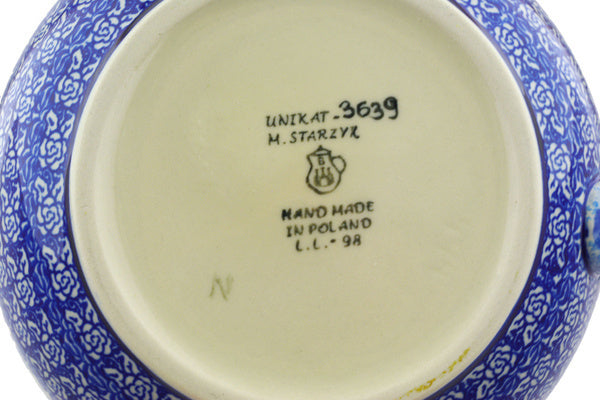 UNIKAT-3639
M. STARZYK
B
HAND MADE
IN POLAND
L.L.-98
N